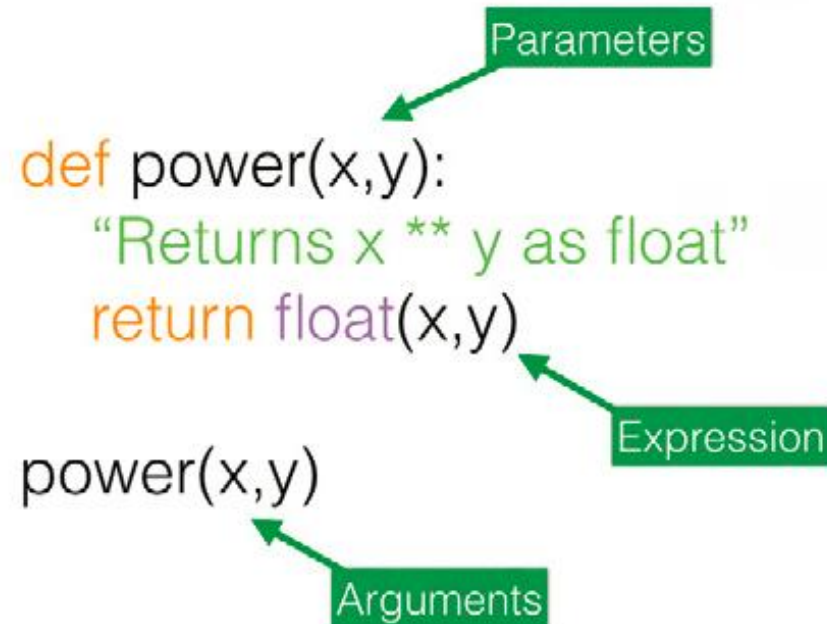 Parameters
def power(x,y):
“Returns x ** y as float”
return float(x,y)
Expression
power(x,y)
Arguments